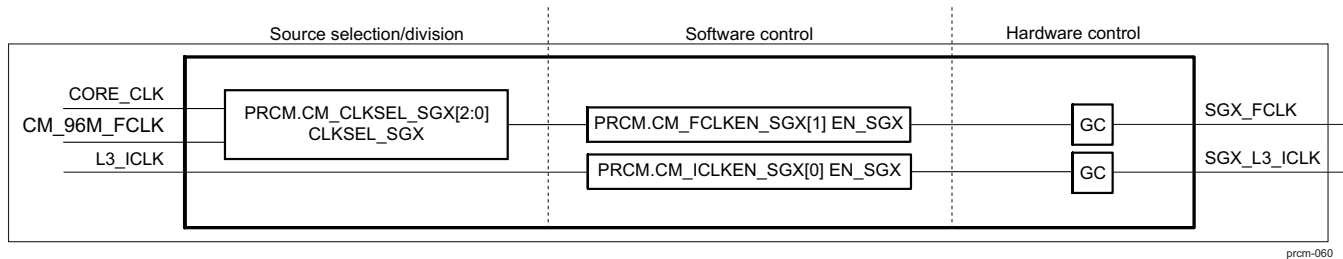 Source selection/division
Software control
Hardware control
CORE_CLK
CM_96M_FCLK
L3_ICLK
PRCM.CM_CLKSEL_SGX[2:0]
CLKSEL_SGX
PRCM.CM_FCLKEN_SGX[1] EN_SGX
PRCM.CM_ICLKEN_SGX[0] EN_SGX
GC
GC
SGX_FCLK
SGX_L3_ICLK
prcm-060